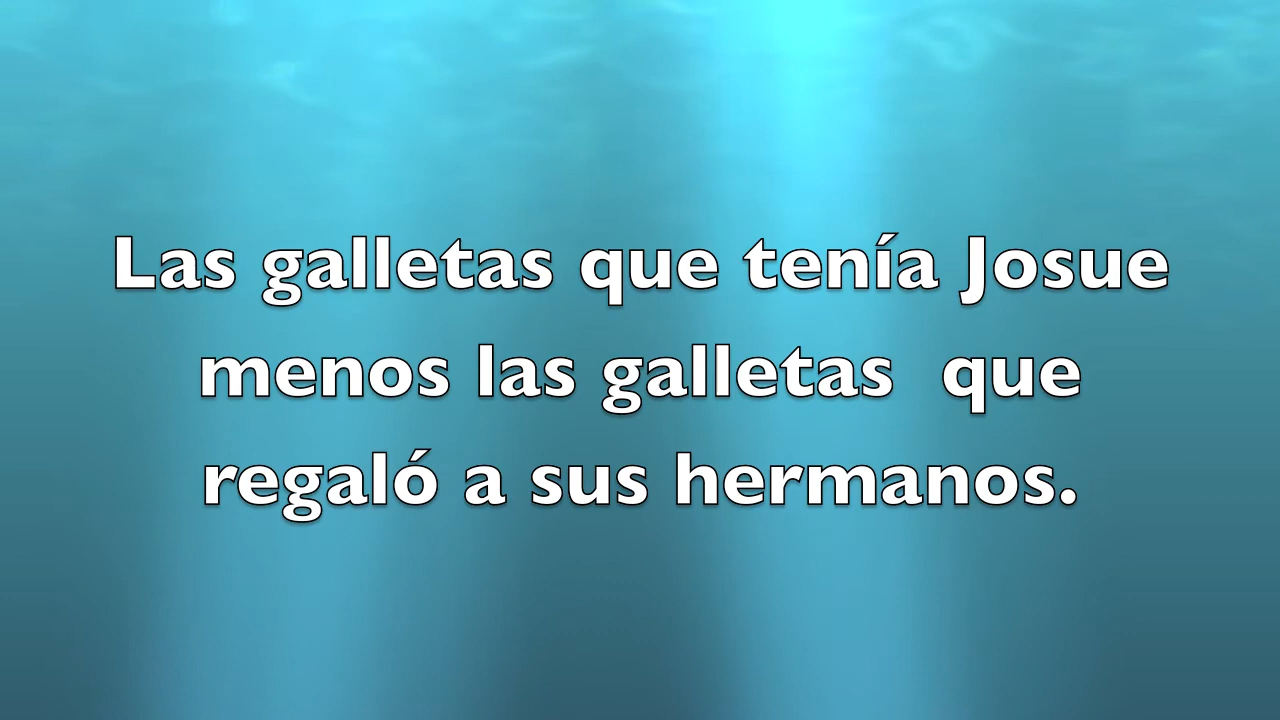 Las galletas que tenía Josue
menos las galletas  que
regaló a sus hermanos.